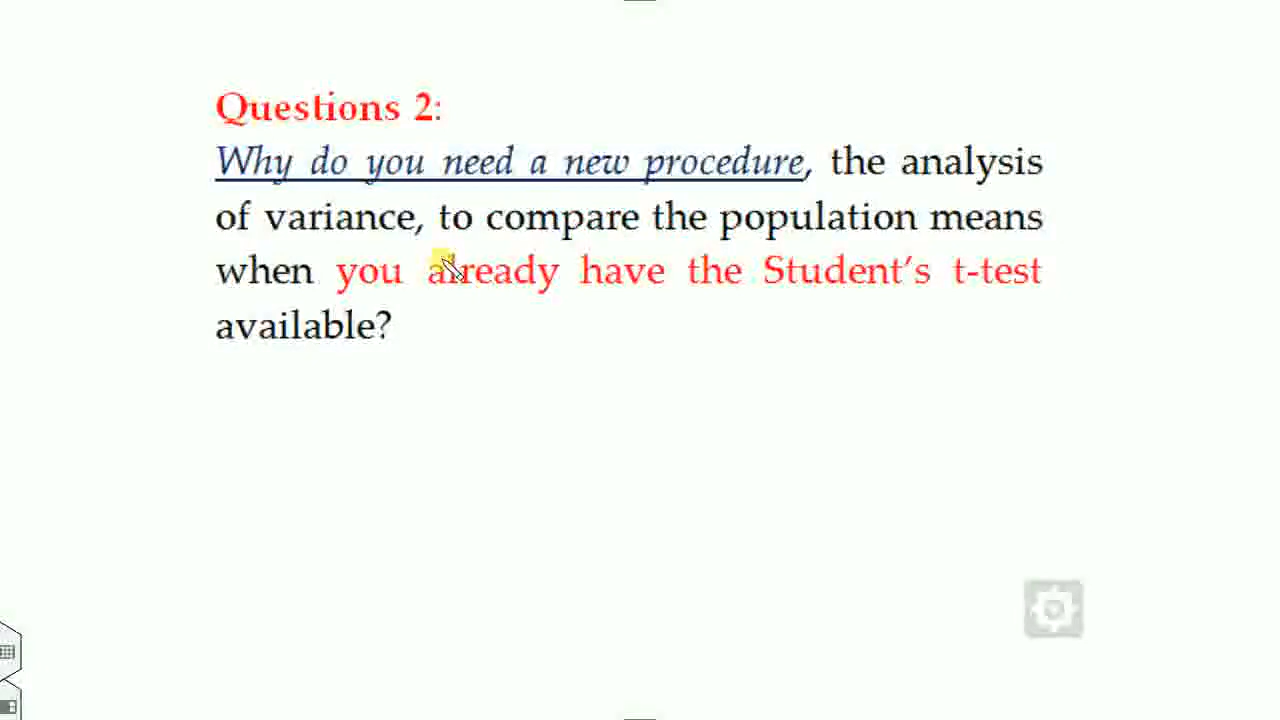 Questions 2:
Why do you need a new procedure, the analysis
of variance, to compare the population means
when you already have the Student’s t-test
available?